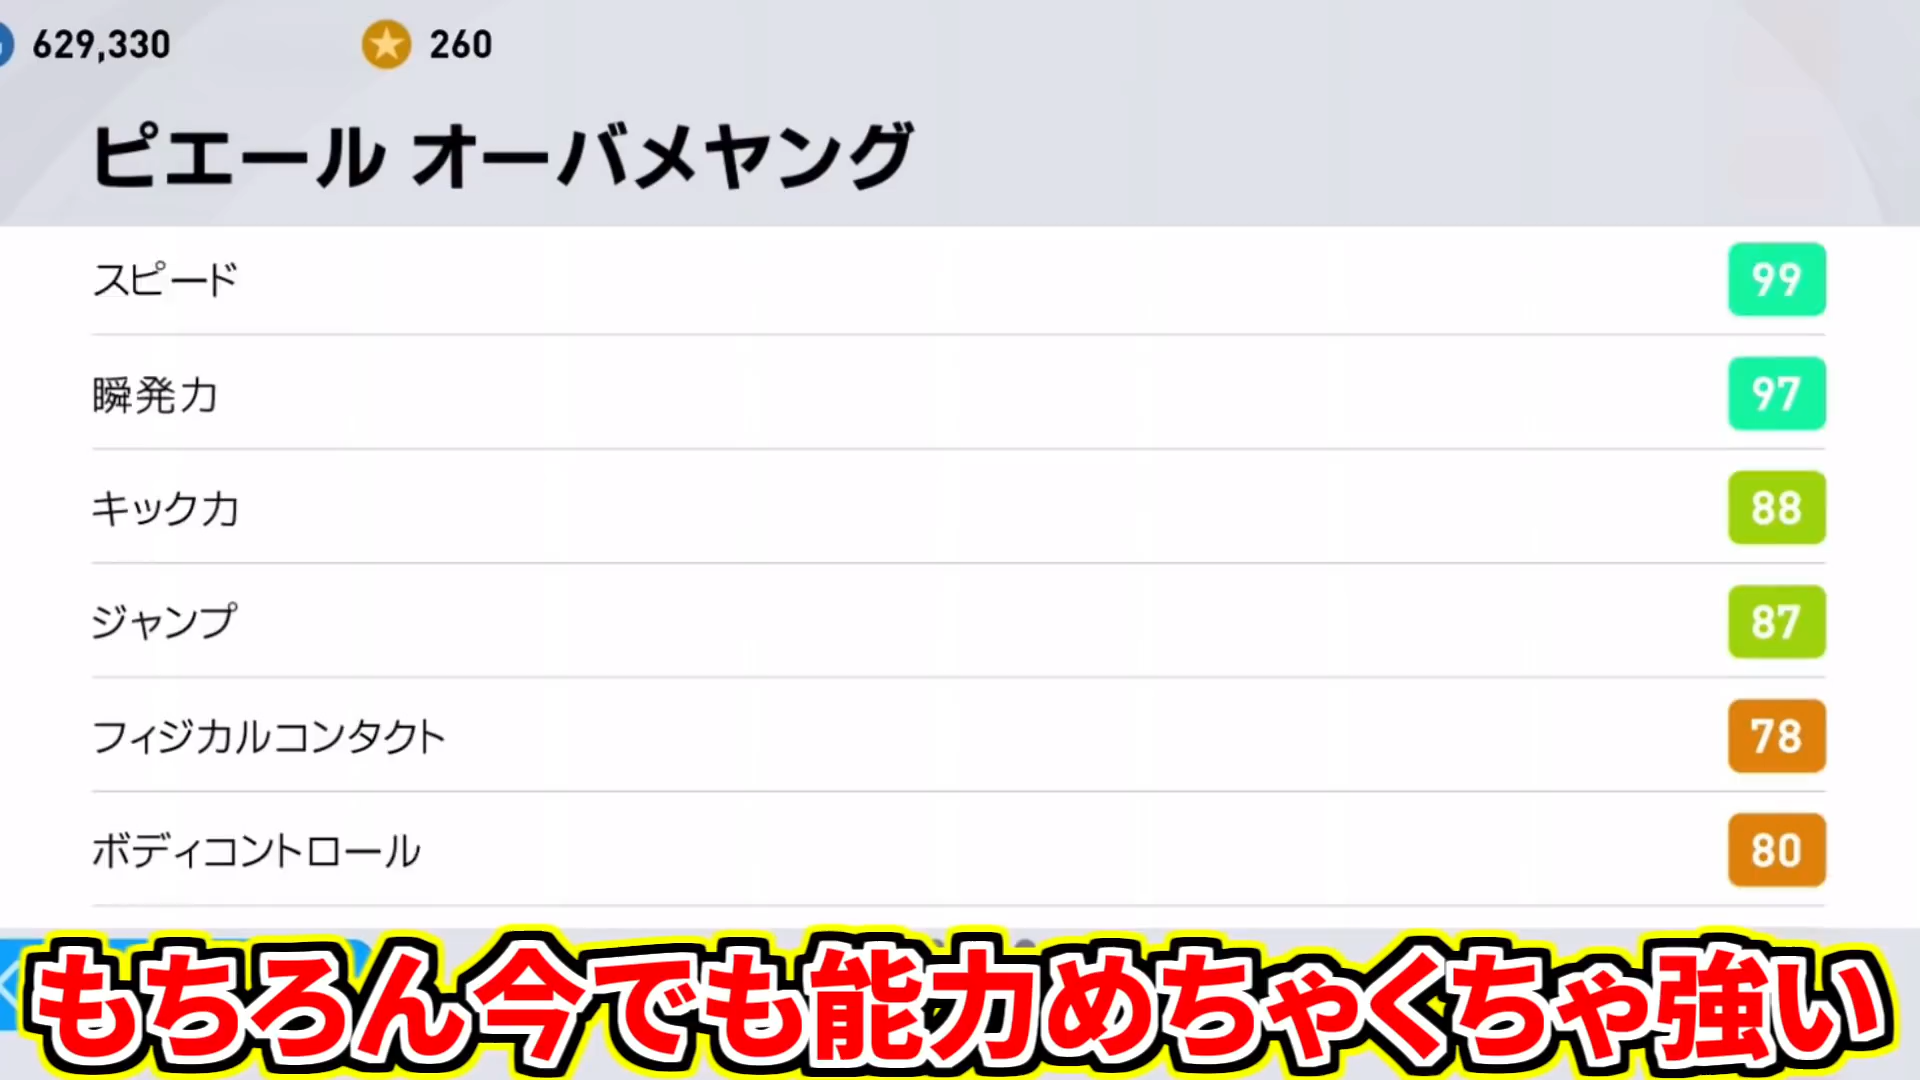 629,330 260
ピエール オーバメヤング
スピード 99
瞬発力 97
キック力 88
ジャンプ 87
フィジカルコンタクト 78
ボディコントロール 80
もちろん今でも能力めちゃくちゃ強い